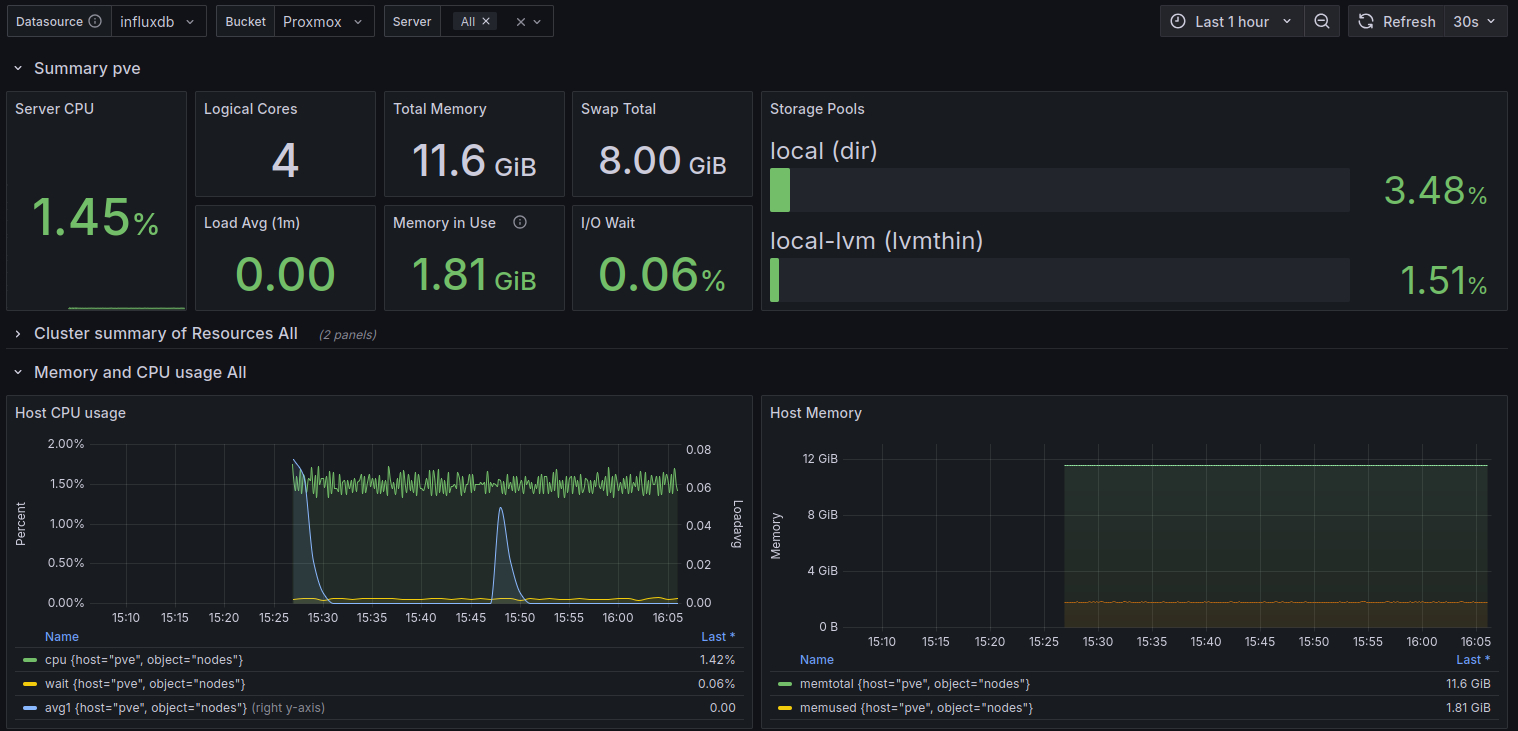 Datasource influxdb Bucket Proxmox Server All Last 1 hour Refresh 30s
Summary pve
Server CPU
1.45%
Logical Cores
4
Total Memory
11.6 GiB
Swap Total
8.00 GiB
Load Avg (1m)
0.00
Memory in Use
1.81 GiB
I/O Wait
0.06%
Storage Pools
local (dir)
3.48%
local-lvm (lvmthin)
1.51%
Cluster summary of Resources All (2 panels)
Memory and CPU usage All
Host CPU usage
Percent
2.00%
1.50%
1.00%
0.50%
0.00%
0.08
0.06
0.04
0.02
0.00
Loadavg
15:10 15:15 15:20 15:25 15:30 15:35 15:40 15:45 15:50 15:55 16:00 16:05
Name Last *
cpu {host="pve", object="nodes"} 1.42%
wait {host="pve", object="nodes"} 0.06%
avg1 {host="pve", object="nodes"} (right y-axis) 0.00
Host Memory
Memory
12 GiB
8 GiB
4 GiB
0 B
15:10 15:15 15:20 15:25 15:30 15:35 15:40 15:45 15:50 15:55 16:00 16:05
Name Last *
memtotal {host="pve", object="nodes"} 11.6 GiB
memused {host="pve", object="nodes"} 1.81 GiB